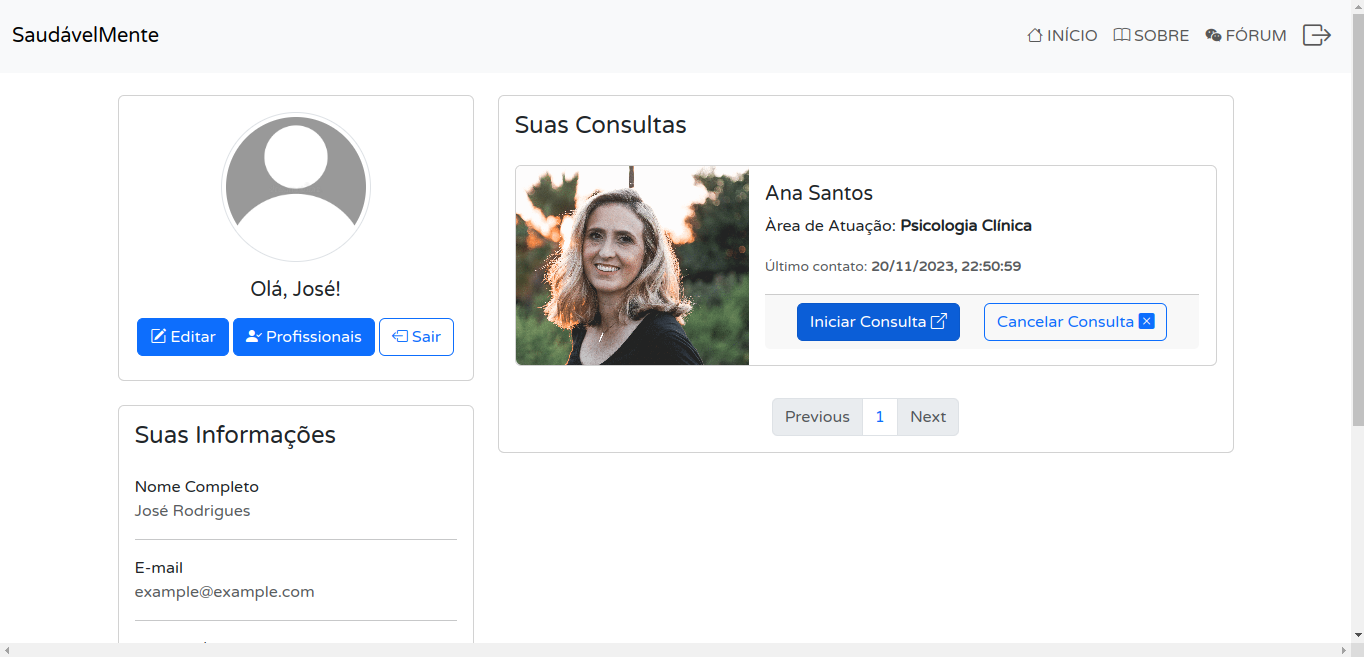 SaudávelMente
INÍCIO SOBRE FÓRUM
Olá, José!
Editar Profissionais Sair
Suas Informações
Nome Completo
José Rodrigues
E-mail
example@example.com
Suas Consultas
Ana Santos
Àrea de Atuação: Psicologia Clínica
Último contato: 20/11/2023, 22:50:59
Iniciar Consulta Cancelar Consulta
Previous 1 Next